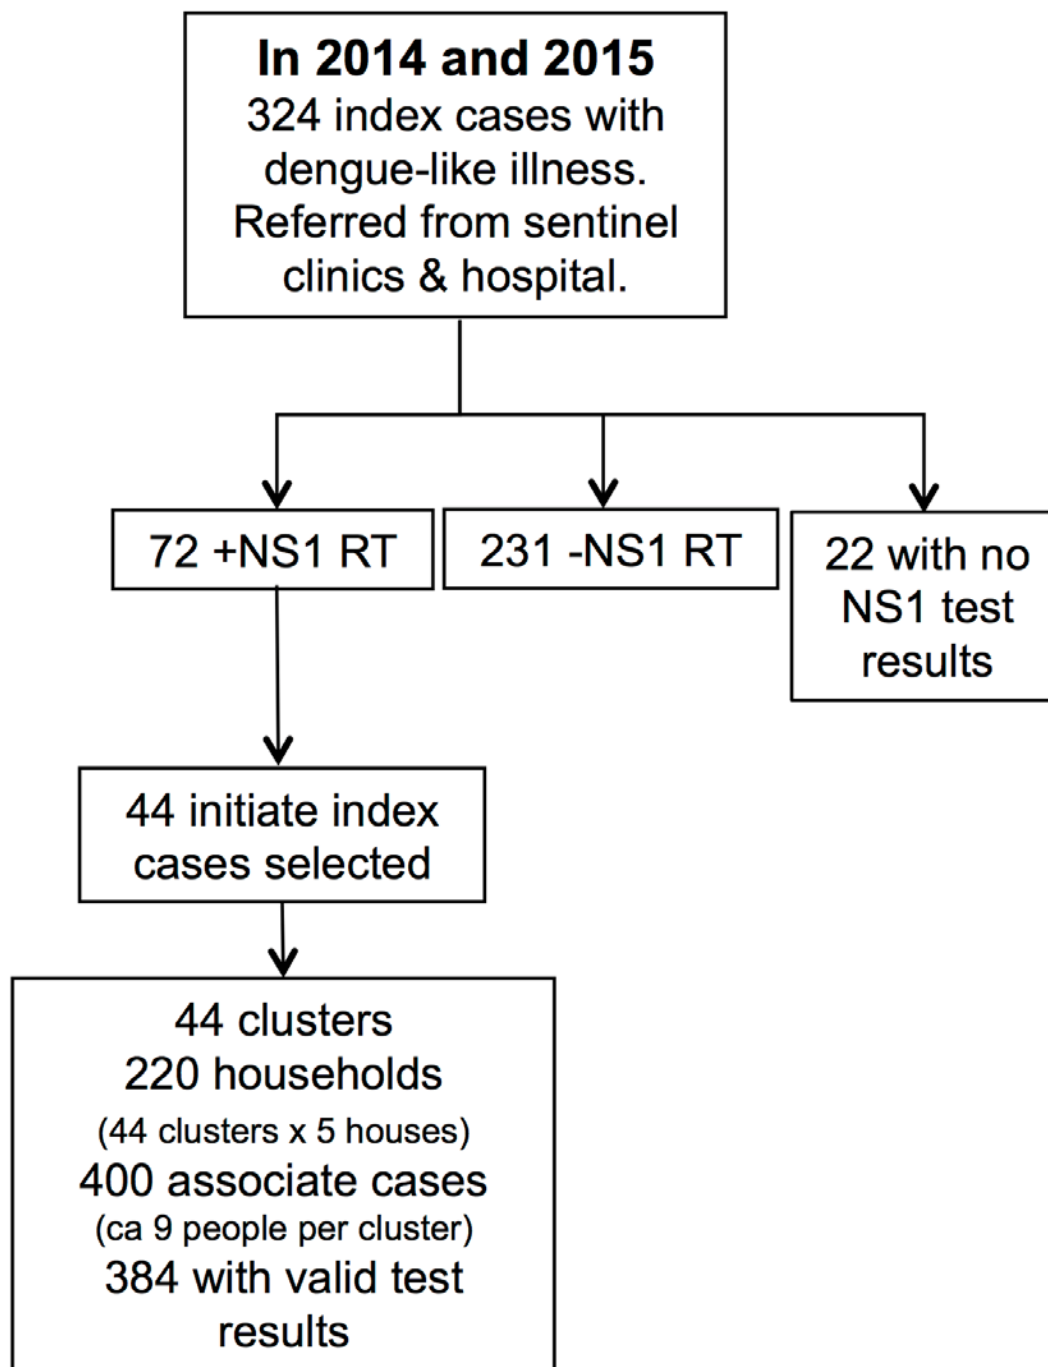 In 2014 and 2015
324 index cases with
dengue-like illness.
Referred from sentinel
clinics & hospital.
72 +NS1 RT
231 -NS1 RT
22 with no
NS1 test
results
44 initiate index
cases selected
44 clusters
220 households
(44 clusters x 5 houses)
400 associate cases
(ca 9 people per cluster)
384 with valid test
results